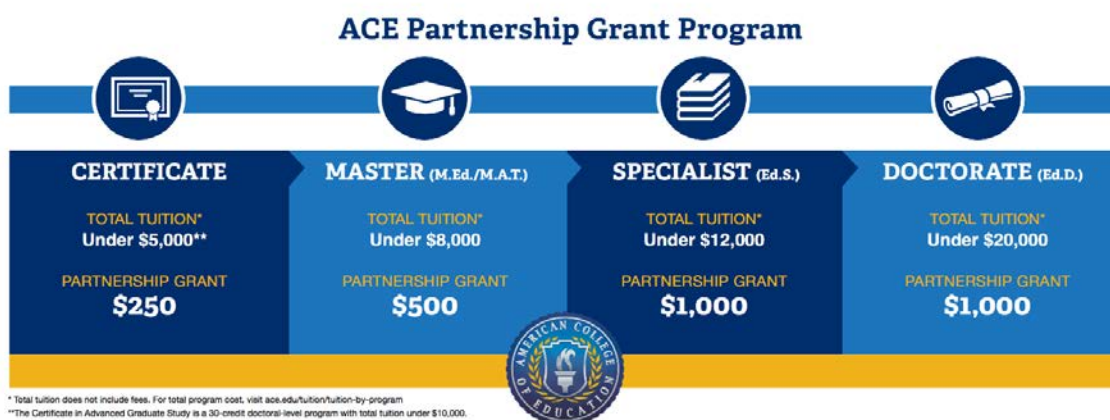 ACE Partnership Grant Program
CERTIFICATE
TOTAL TUITION*
Under $5,000**
PARTNERSHIP GRANT
$250
MASTER (M.Ed./M.A.T.)
TOTAL TUITION*
Under $8,000
PARTNERSHIP GRANT
$500
SPECIALIST (Ed.S.)
TOTAL TUITION*
Under $12,000
PARTNERSHIP GRANT
$1,000
DOCTORATE (Ed.D.)
TOTAL TUITION*
Under $20,000
PARTNERSHIP GRANT
$1,000
AMERICAN COLLEGE
OF EDUCATION
* Total tuition does not include fees. For total program cost, visit ace.edu/tuition/tuition-by-program
**The Certificate in Advanced Graduate Study is a 30-credit doctoral-level program with total tuition under $10,000.